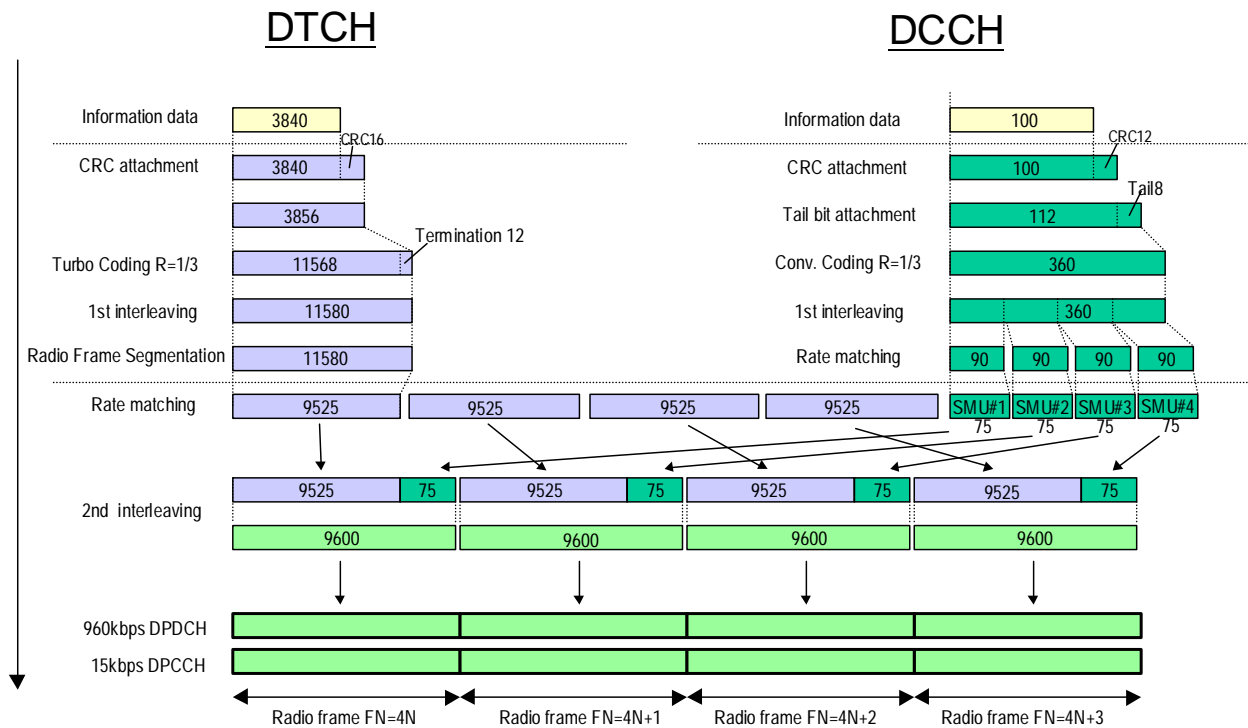 DTCH DCCH
Information data 3840 Information data 100
CRC16 CRC12
CRC attachment 3840 CRC attachment 100
Tail8
3856 Tail bit attachment 112
Termination 12
Turbo Coding R=1/3 11568 Conv. Coding R=1/3 360
1st interleaving 11580 1st interleaving 360
Radio Frame Segmentation 11580 Rate matching 90 90 90 90
Rate matching 9525 9525 9525 9525 SMU#1 SMU#2 SMU#3 SMU#4
75 75 75 75
9525 75 9525 75 9525 75 9525 75
2nd interleaving
9600 9600 9600 9600
960kbps DPDCH
15kbps DPCCH
Radio frame FN=4N Radio frame FN=4N+1 Radio frame FN=4N+2 Radio frame FN=4N+3